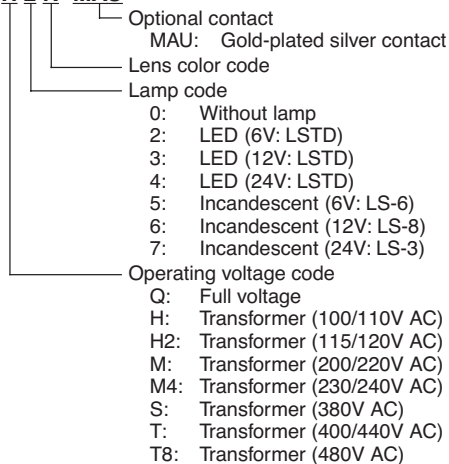 Optional contact
MAU: Gold-plated silver contact
Lens color code
Lamp code
0: Without lamp
2: LED (6V: LSTD)
3: LED (12V: LSTD)
4: LED (24V: LSTD)
5: Incandescent (6V: LS-6)
6: Incandescent (12V: LS-8)
7: Incandescent (24V: LS-3)
Operating voltage code
Q: Full voltage
H: Transformer (100/110V AC)
H2: Transformer (115/120V AC)
M: Transformer (200/220V AC)
M4: Transformer (230/240V AC)
S: Transformer (380V AC)
T: Transformer (400/440V AC)
T8: Transformer (480V AC)